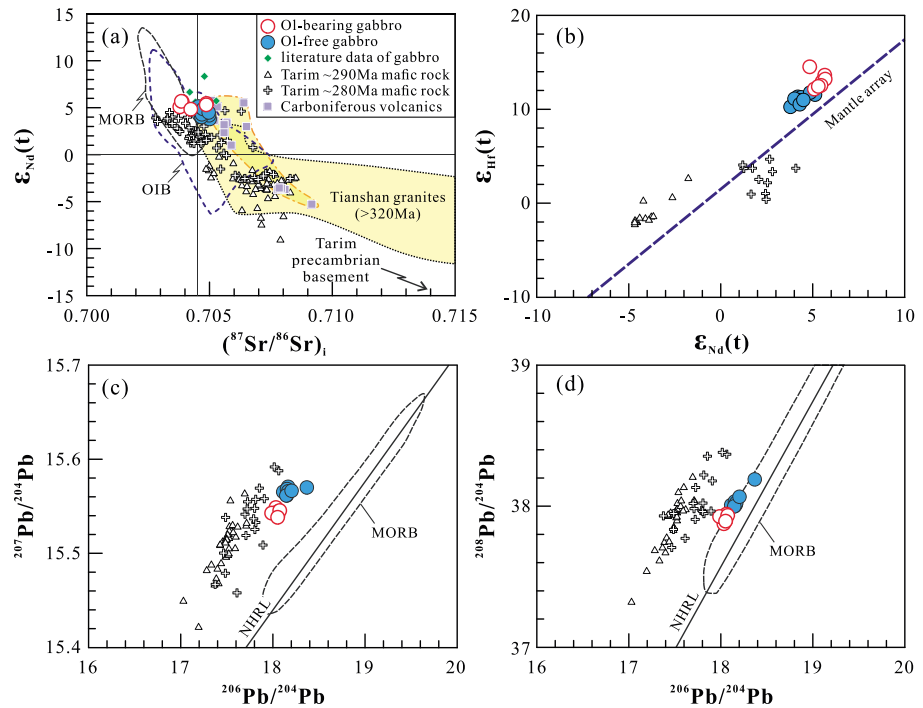 (a)
Ol-bearing gabbro
Ol-free gabbro
literature data of gabbro
Tarim ~290Ma mafic rock
Tarim ~280Ma mafic rock
Carboniferous volcanics
MORB
OIB
Tianshan granites
(>320Ma)
Tarim
precambrian
basement
15
10
5
0
-5
-10
15
εNd(t)
0.700
0.705
0.710
0.715
(87Sr/86Sr)i
(b)
Mantle array
20
10
0
-10
εHf(t)
-10
-5
0
5
10
εNd(t)
(c)
MORB
NHRL
15.7
15.6
15.5
15.4
207Pb/204Pb
16
17
18
19
20
206Pb/204Pb
(d)
MORB
NHRL
39
38
37
208Pb/204Pb
16
17
18
19
20
206Pb/204Pb